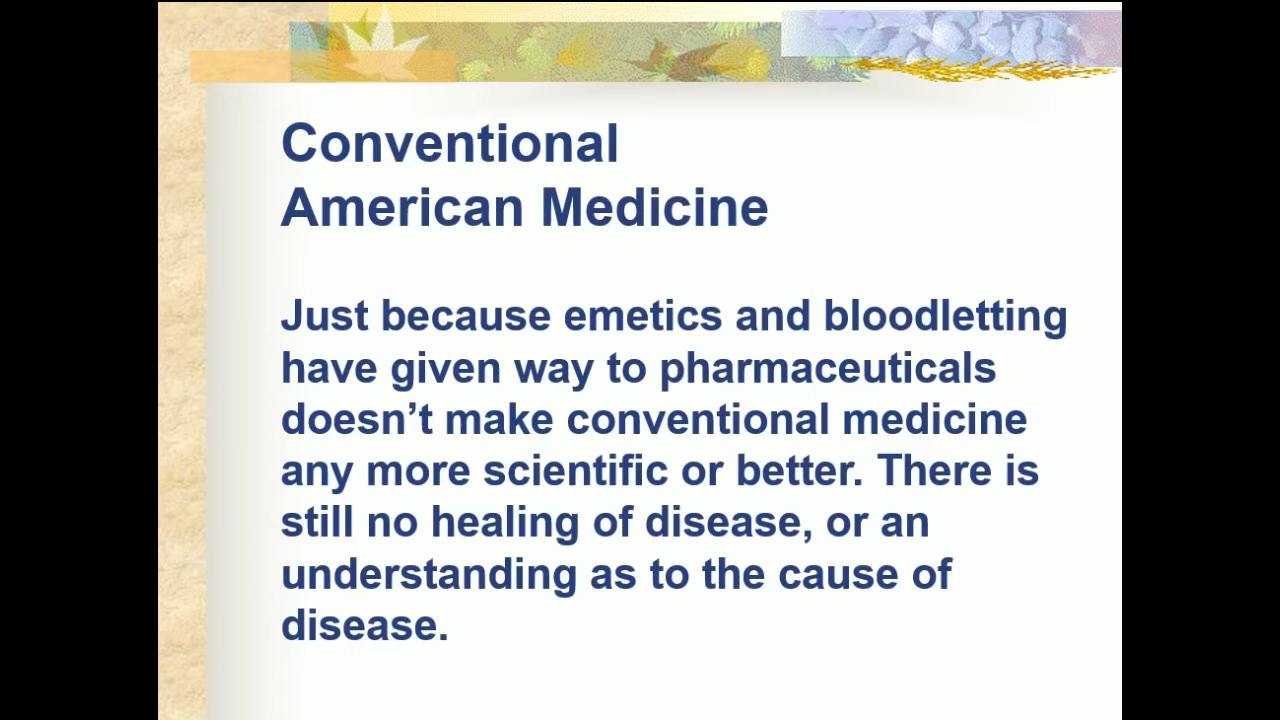 Conventional
American Medicine
Just because emetics and bloodletting
have given way to pharmaceuticals
doesn’t make conventional medicine
any more scientific or better. There is
still no healing of disease, or an
understanding as to the cause of
disease.